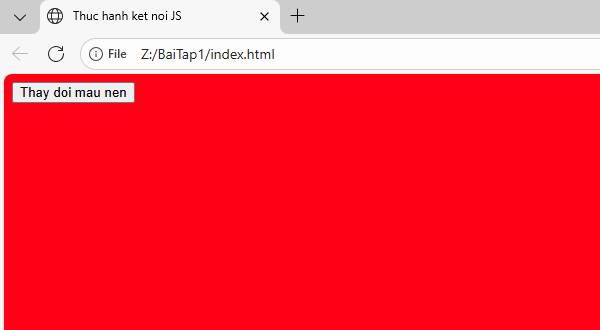 Thuc hanh ket noi JS
File Z:/BaiTap1/index.html
Thay doi mau nen